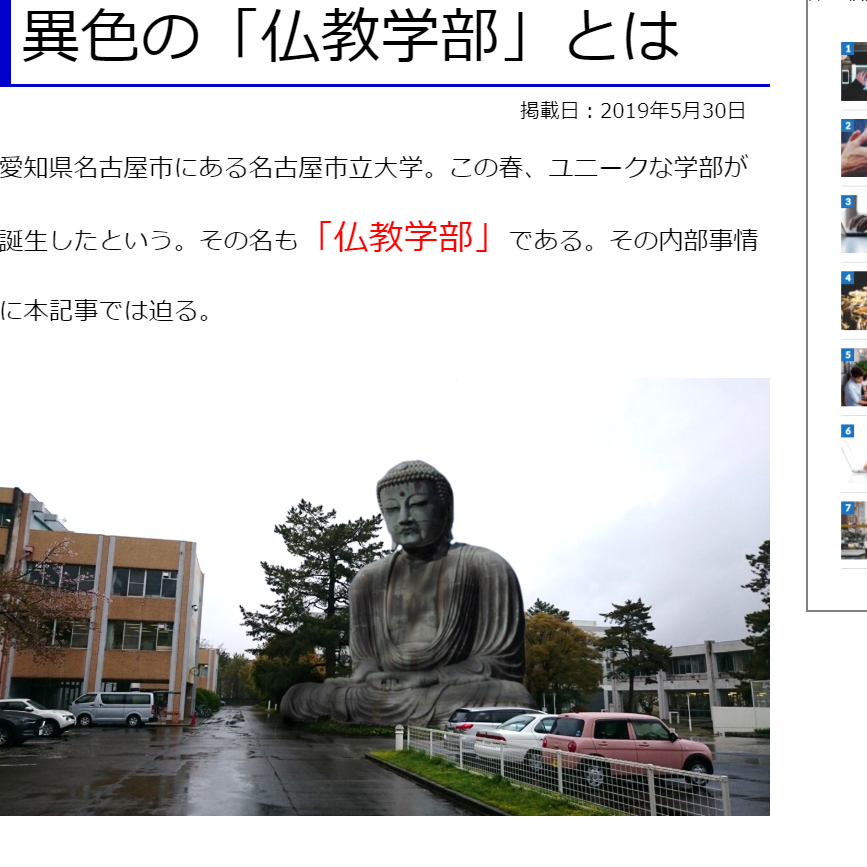 異色の「仏教学部」とは
掲載日：2019年5月30日
愛知県名古屋市にある名古屋市立大学。この春、ユニークな学部が
誕生したという。その名も「仏教学部」である。その内部事情
に本記事では迫る。
1
2
3
4
5
6
7